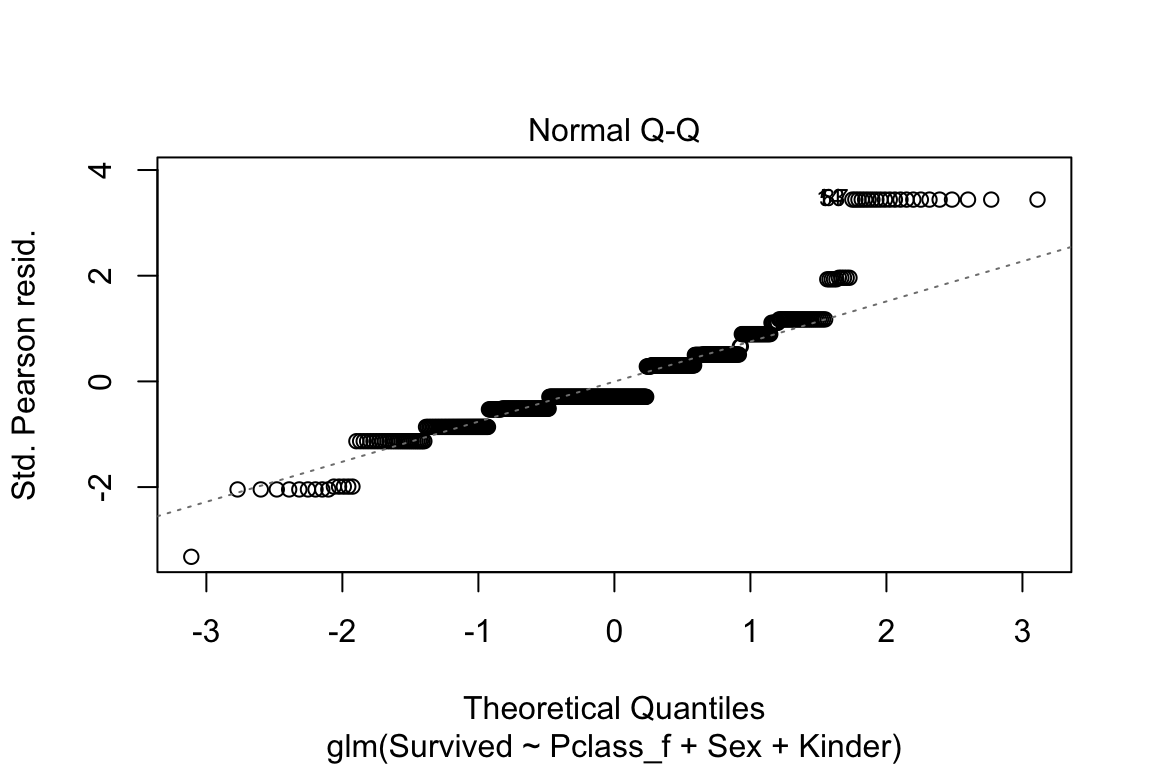 Normal Q-Q
Std. Pearson resid.
4
2
0
-2
-3 -2 -1 0 1 2 3
Theoretical Quantiles
glm(Survived ~ Pclass_f + Sex + Kinder)